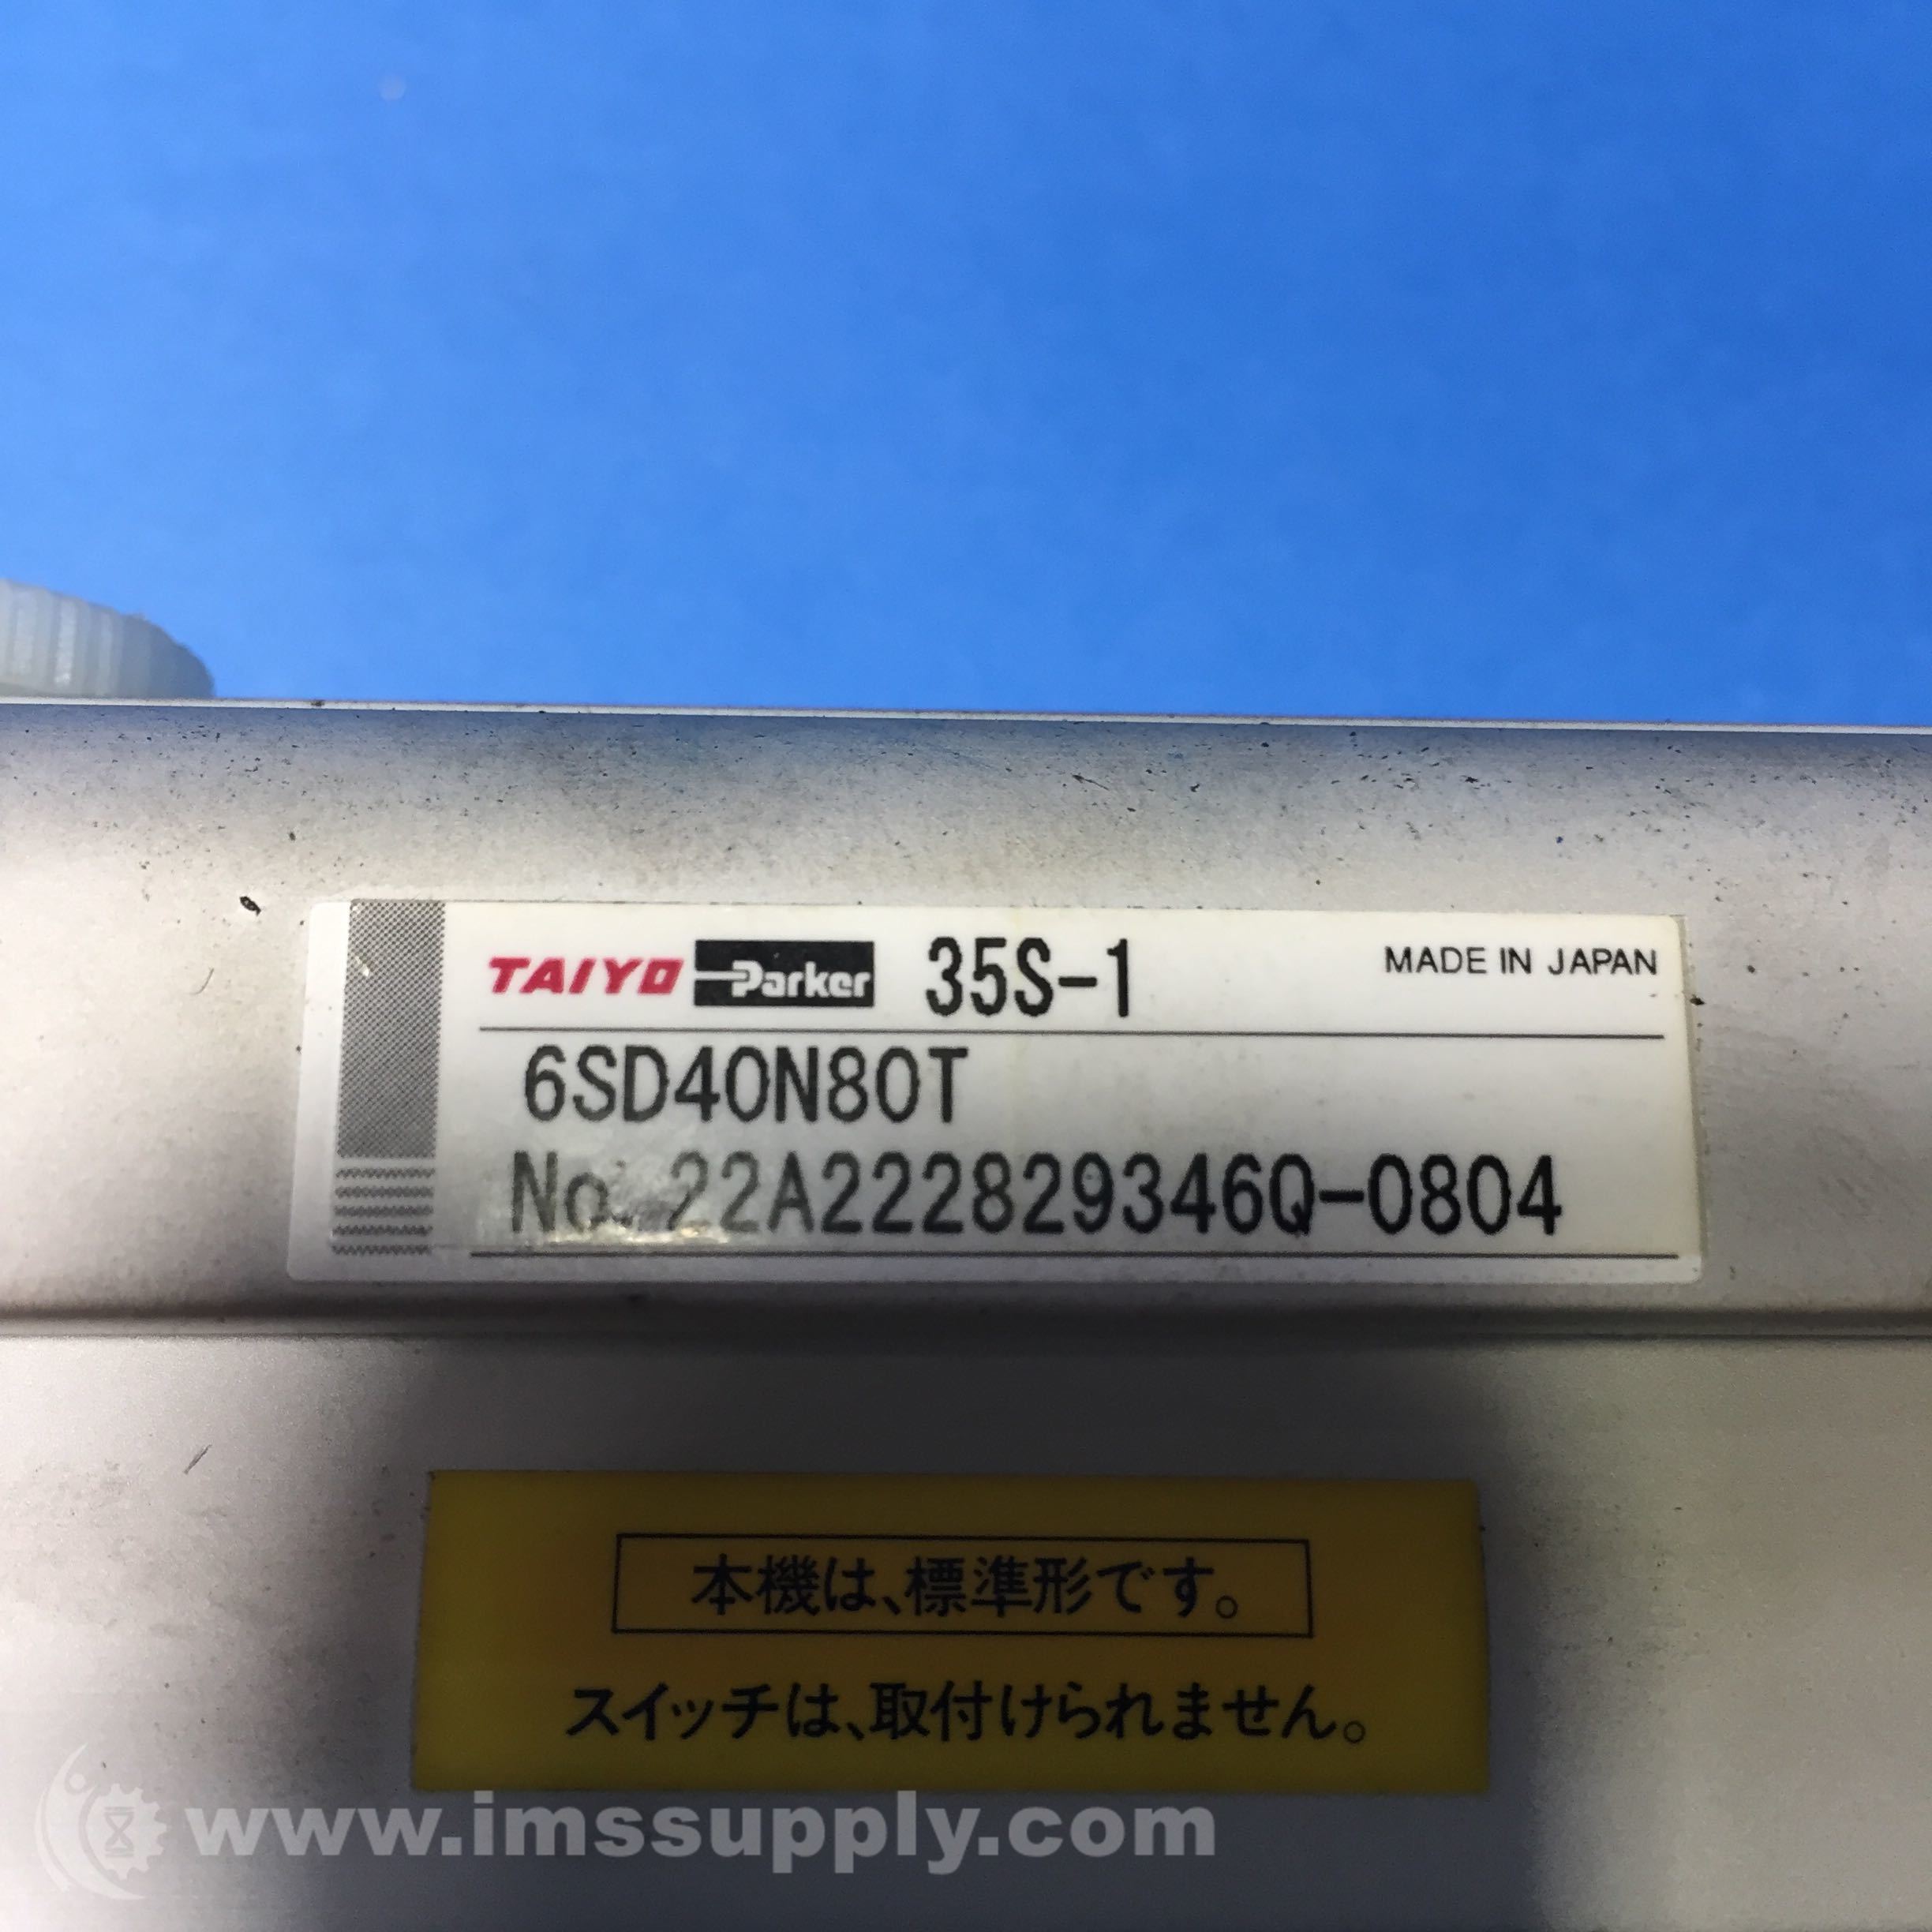 TAIYO Parker 35S-1 MADE IN JAPAN
6SD40N80T
No. 22A222829346Q-0804
本機は、標準形です。
スイッチは、取付けられません。
www.imssupply.com